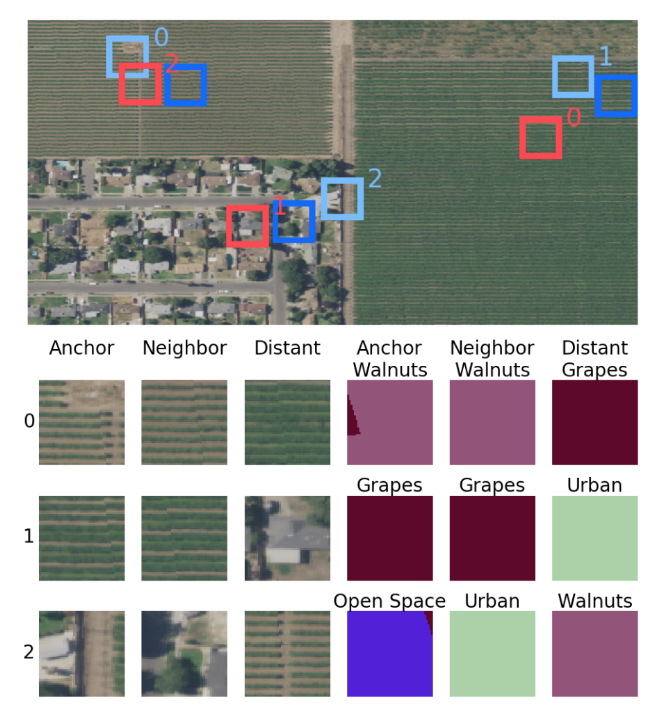 0
2
1
0
2
1
Anchor Neighbor Distant Anchor Neighbor Distant
Walnuts Walnuts Grapes
0
Grapes Grapes Urban
1
Open Space Urban Walnuts
2